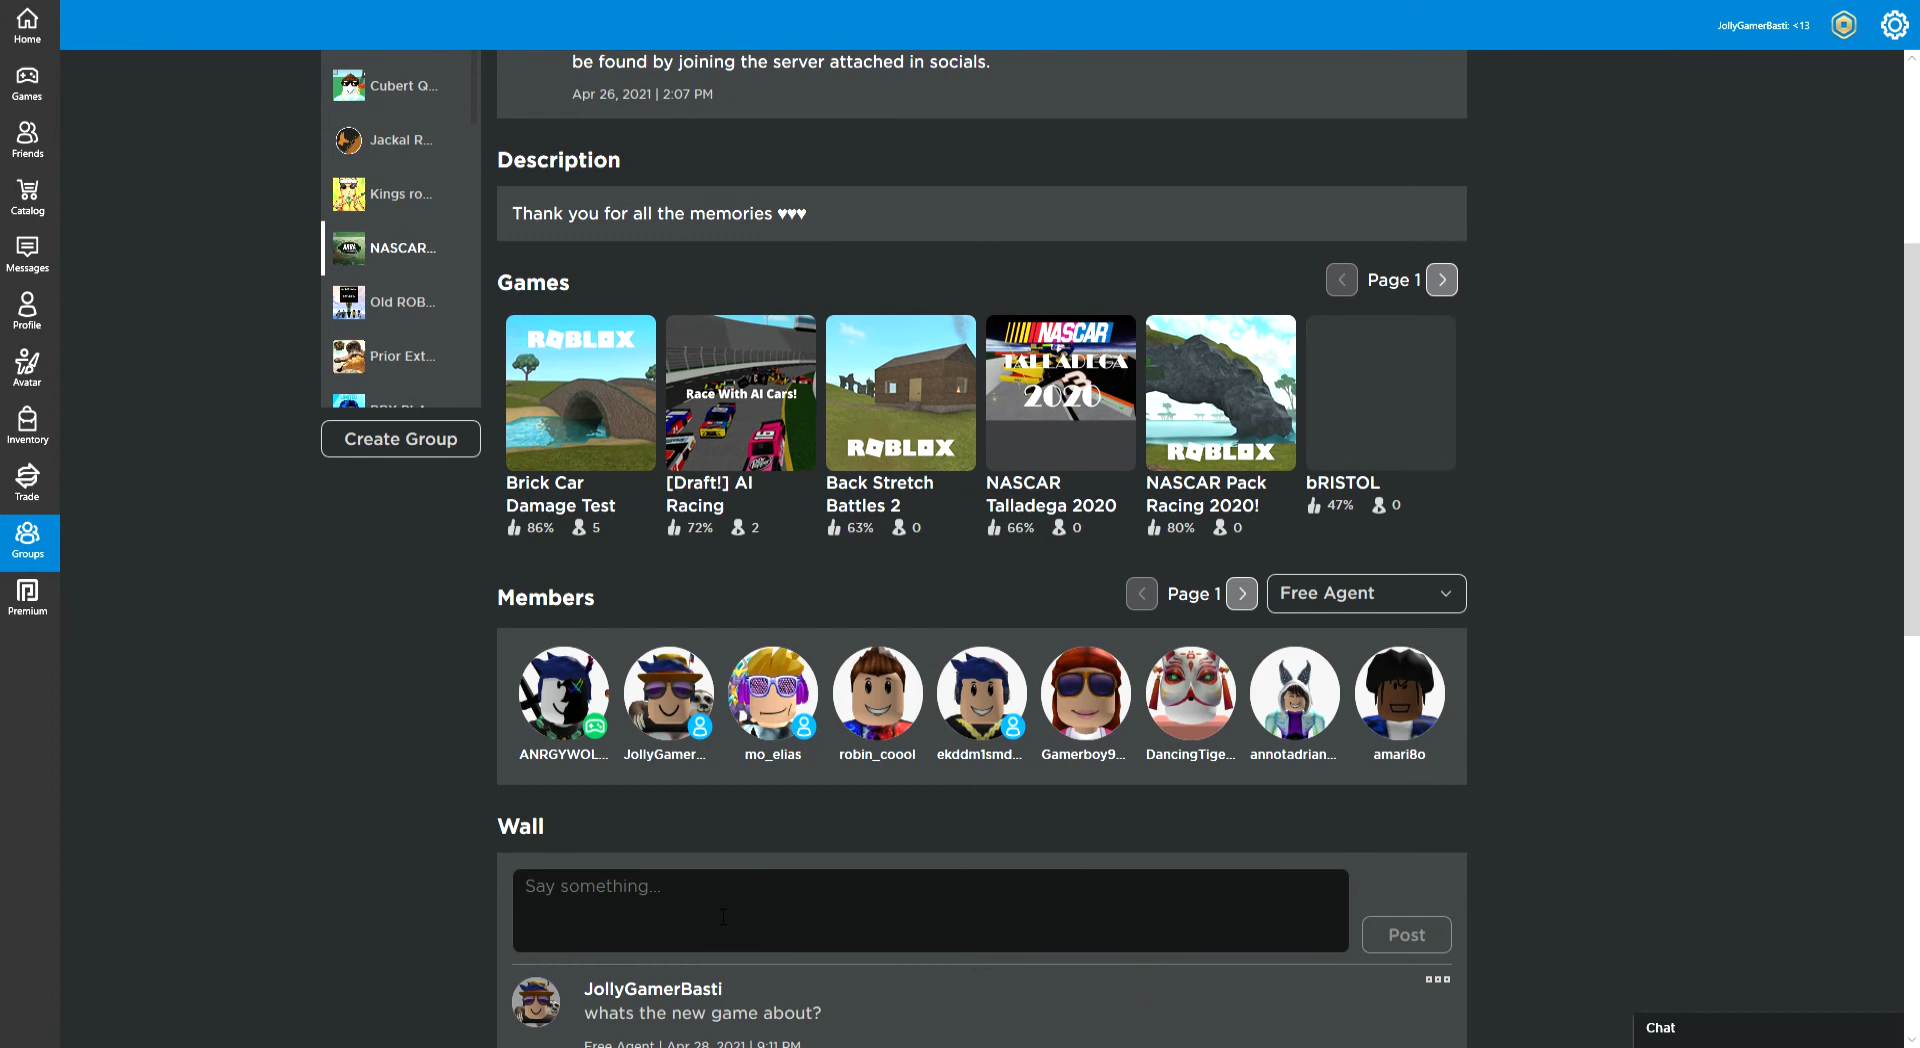 Home
Games
Friends
Catalog
Messages
Profile
Avatar
Inventory
Trade
Groups
Premium
JollyGamerBasti: <13
Cubert Q...
Jackal R...
Kings ro...
NASCAR...
Old ROB...
Prior Ext...
Create Group
be found by joining the server attached in socials.
Apr 26, 2021 | 2:07 PM
Description
Thank you for all the memories ♥♥♥
Games
Page 1
ROBLOX
Race With AI Cars!
ROBLOX
NASCAR
TALLADEGA
2020
ROBLOX
Brick Car
Damage Test
86% 5
[Draft!] AI
Racing
72% 2
Back Stretch
Battles 2
63% 0
NASCAR
Talladega 2020
66% 0
NASCAR Pack
Racing 2020!
80% 0
bRISTOL
47% 0
Members
Page 1
Free Agent
ANRGYWOL...
JollyGamer...
mo_elias
robin_coool
ekddm1smd...
Gamerboy9...
DancingTige...
annotadrian...
amari8o
Wall
Say something...
Post
JollyGamerBasti
whats the new game about?
Free Agent | Apr 28, 2021 | 9:11 PM
Chat